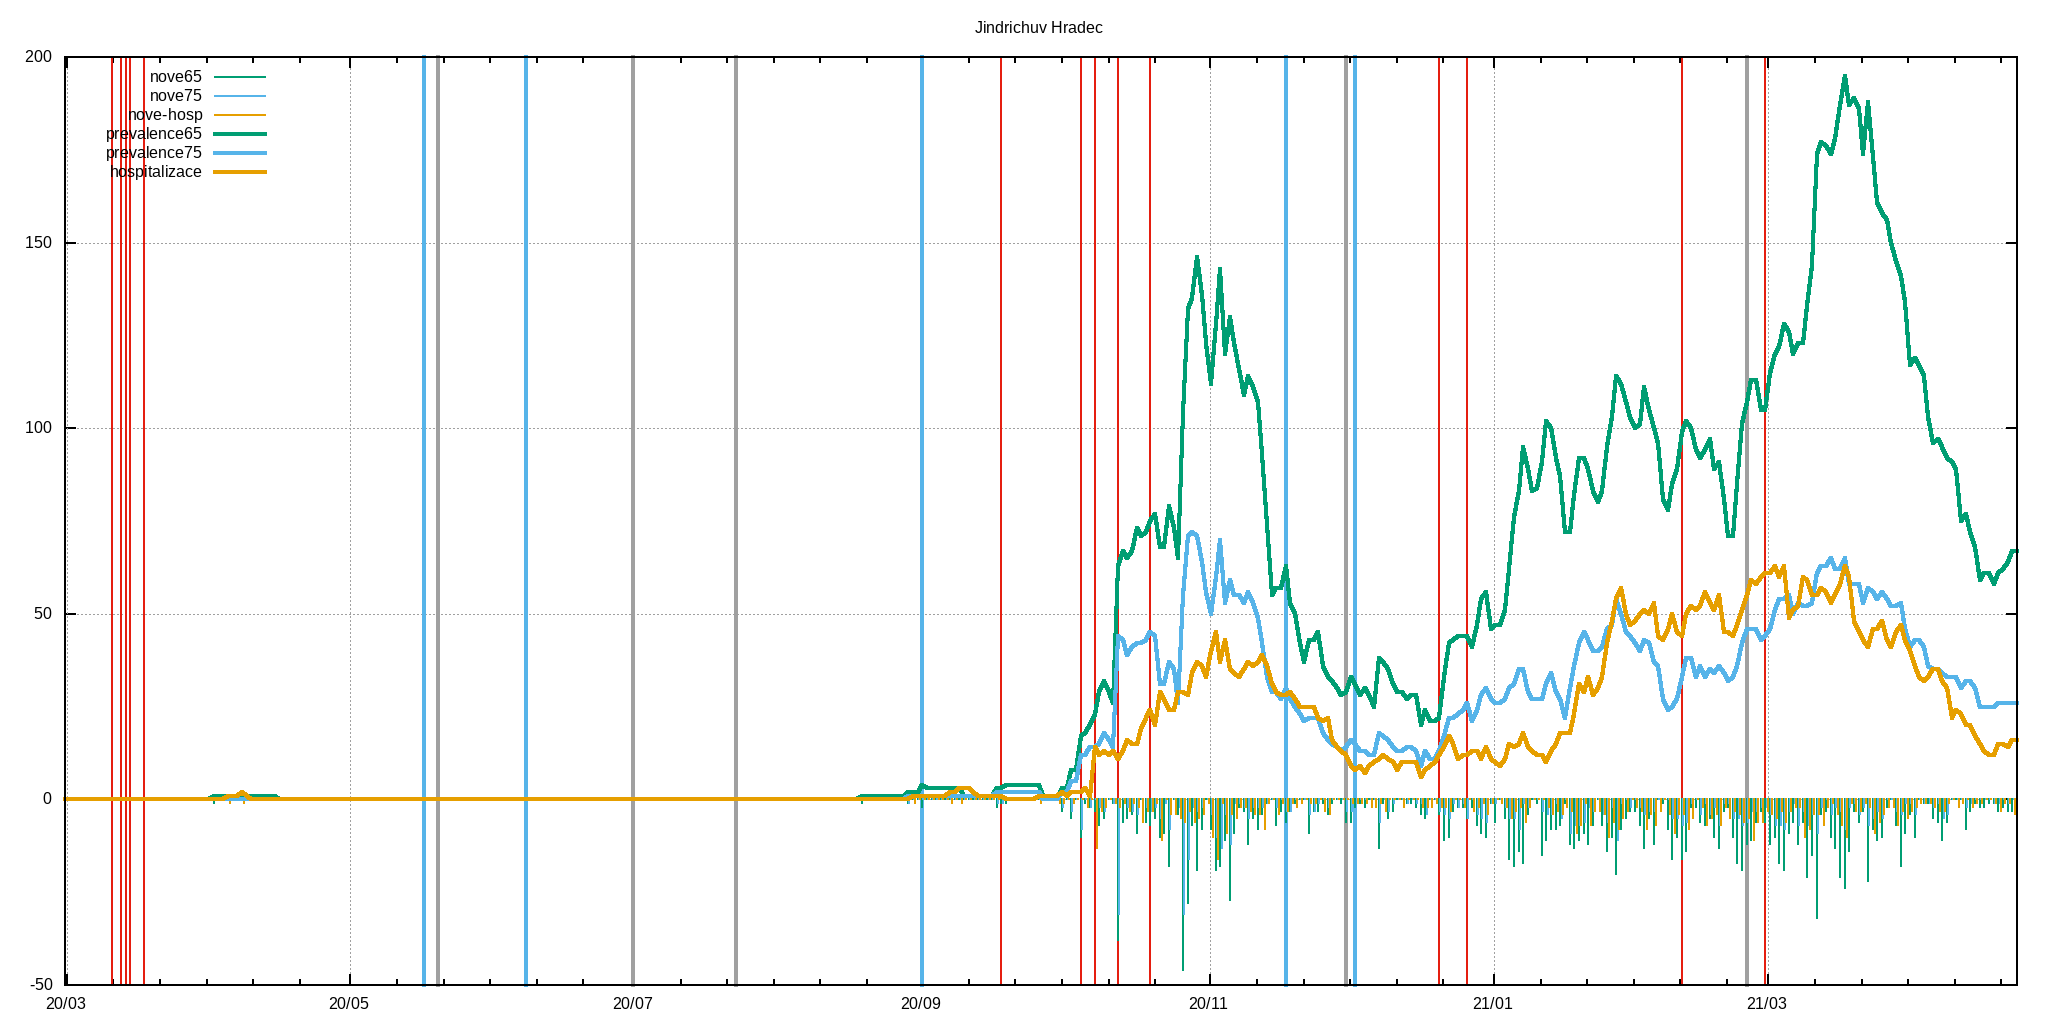 Jindrichuv Hradec
200
150
100
50
0
-50
nove65
nove75
nove-hosp
prevalence65
prevalence75
hospitalizace
20/03 20/05 20/07 20/09 20/11 21/01 21/03